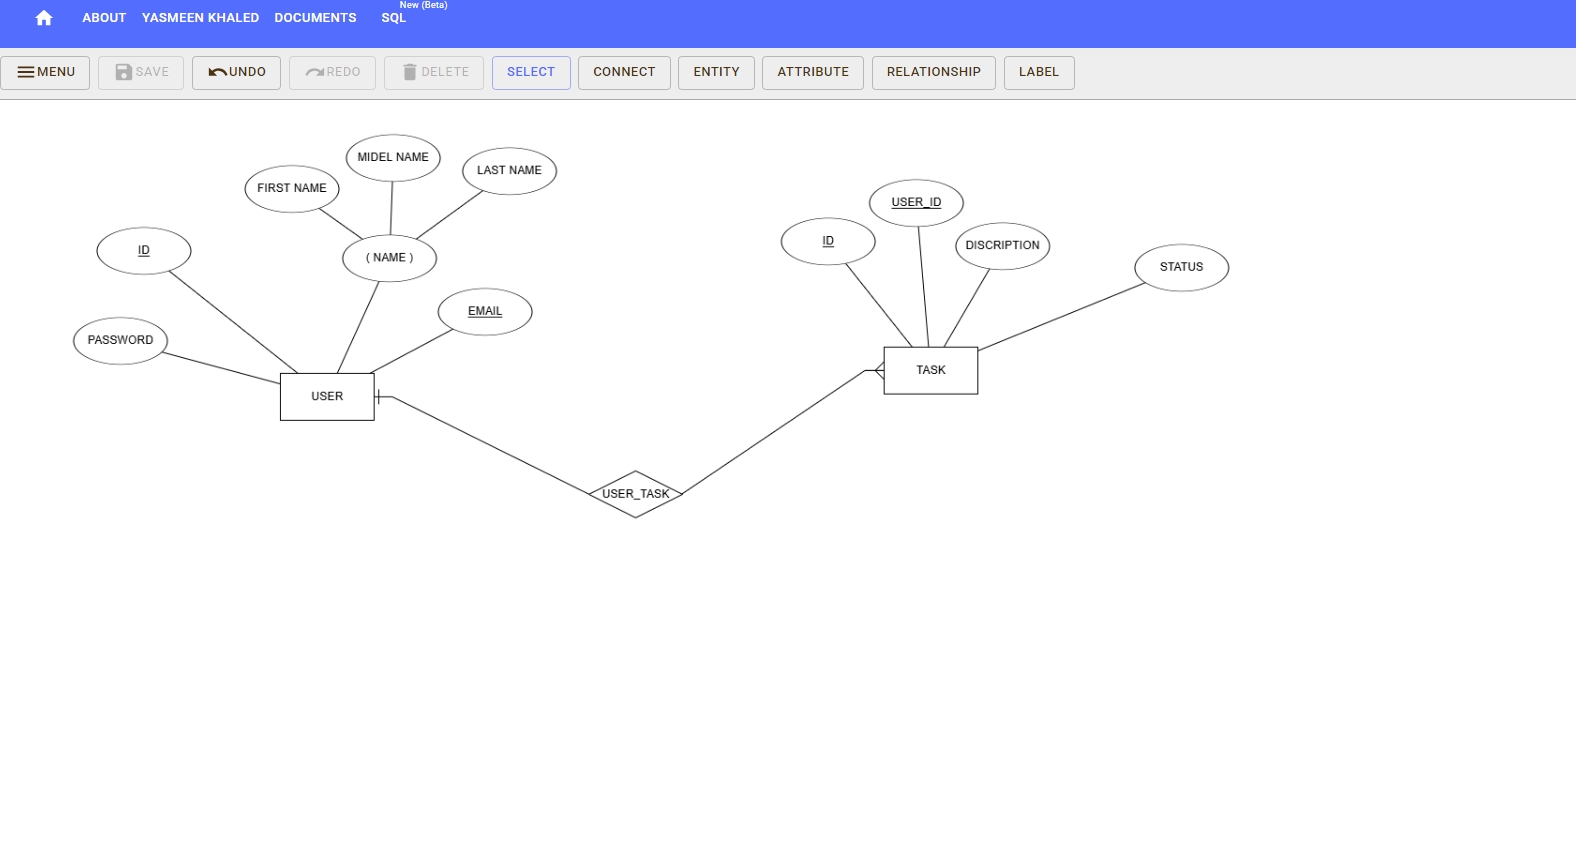 New (Beta)
ABOUT YASMEEN KHALED DOCUMENTS SQL
MENU SAVE UNDO REDO DELETE SELECT CONNECT ENTITY ATTRIBUTE RELATIONSHIP LABEL
MIDEL NAME
LAST NAME
FIRST NAME
USER_ID
ID
DISCRIPTION
ID
( NAME )
STATUS
EMAIL
PASSWORD
TASK
USER
USER_TASK